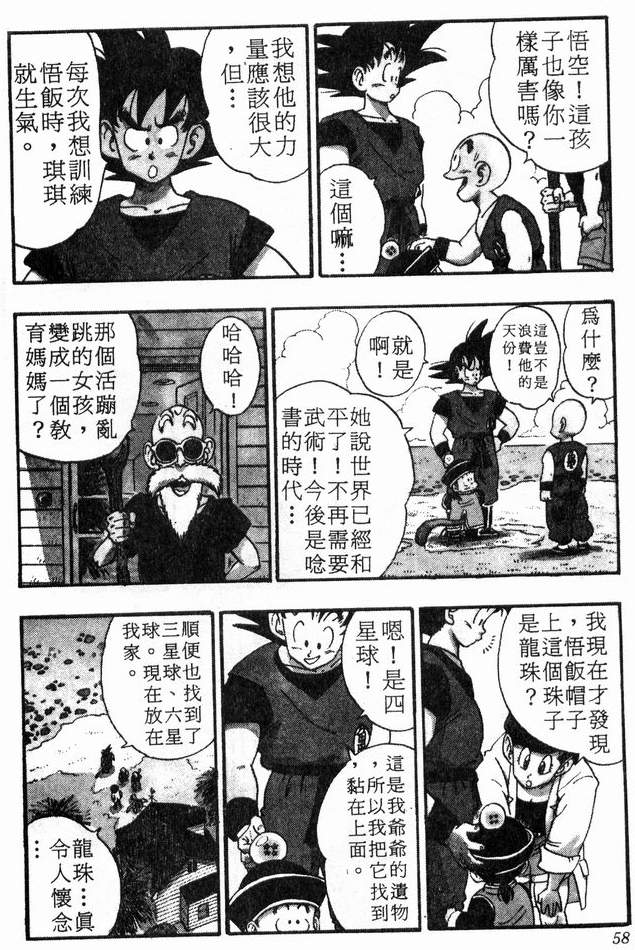 悟空！這孩
子也像你一
樣厲害嗎？
這個嘛…
我想他的力
量應該很大
，但…
每次我想訓練
悟飯時，琪琪
就生氣。
爲什麼？
這豈不是
浪費他的
天份！
就是
啊！
她說世界已經和
平了！不再需要
武術！今後是唸
書的時代…
哈哈哈！
那個活蹦亂
跳的女孩，
變成一個教
育媽媽了？
我現在才發現
，悟飯帽子
上這個珠子
是龍珠？
嗯！是四
星球！
這是我爺爺的遺物
，所以我把它找到
，黏在上面。
順便也找到了
三星球、六星
球。現在放在
我家。
龍珠…眞
令人懷念
…
58